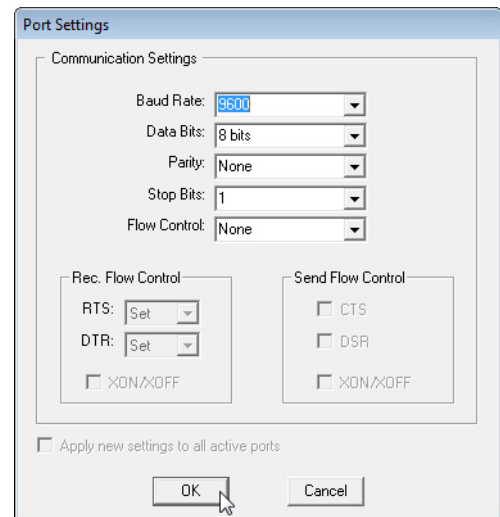 Port Settings
Communication Settings
Baud Rate: 9600
Data Bits: 8 bits
Parity: None
Stop Bits: 1
Flow Control: None
Rec. Flow Control
RTS: Set
DTR: Set
XON/XOFF
Send Flow Control
CTS
DSR
XON/XOFF
Apply new settings to all active ports
OK Cancel